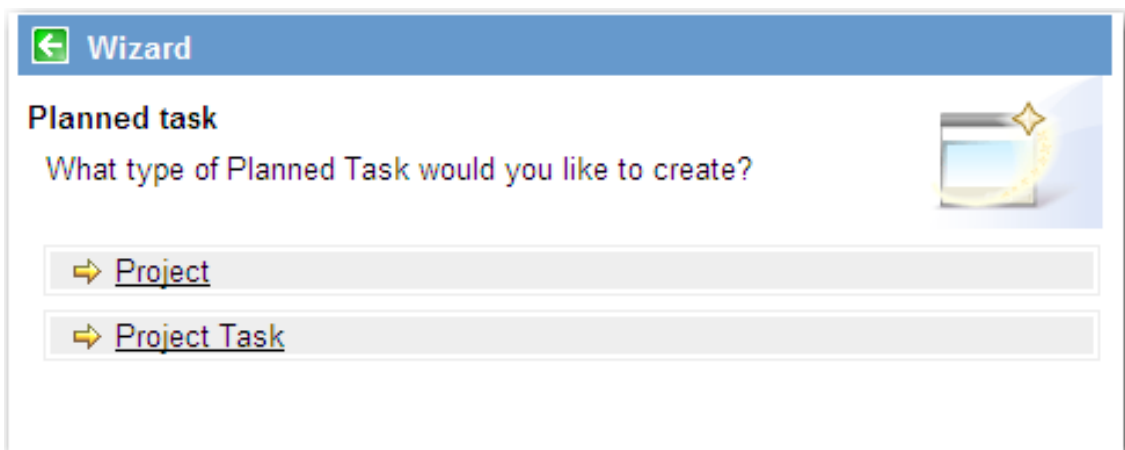 Wizard
Planned task
What type of Planned Task would you like to create?
Project
Project Task